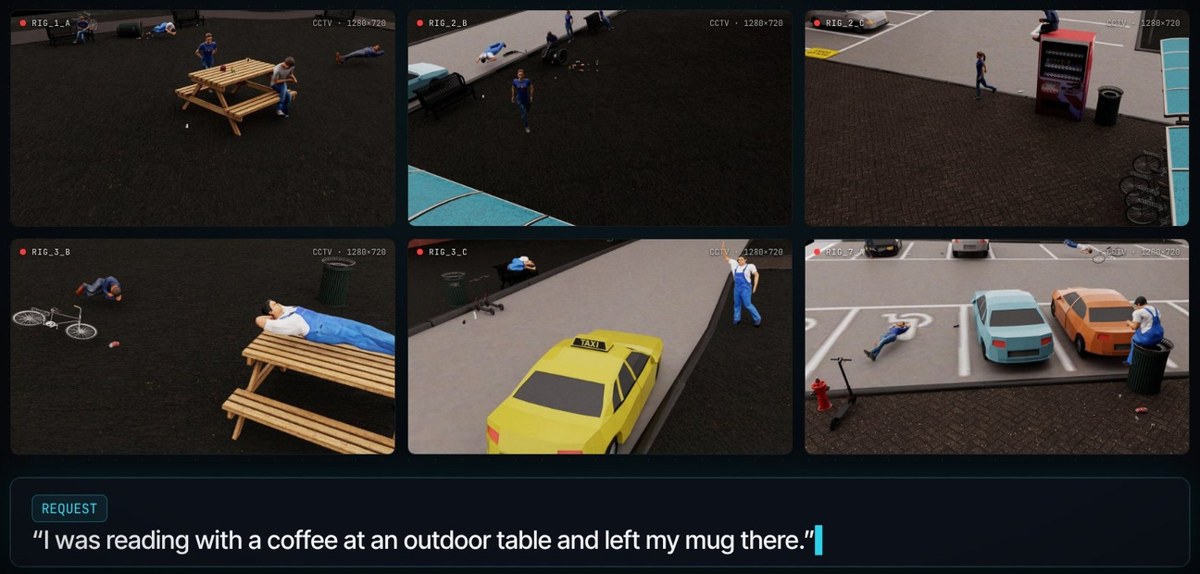 RIG_1_A
CCTV · 1280×720
RIG_2_B
CCTV · 1280×720
RIG_2_C
CCTV · 1280×720
RIG_3_B
CCTV · 1280×720
RIG_3_C
CCTV · 1280×720
TAXI
RIG_7_A
CCTV · 1280×720
REQUEST
“I was reading with a coffee at an outdoor table and left my mug there.”